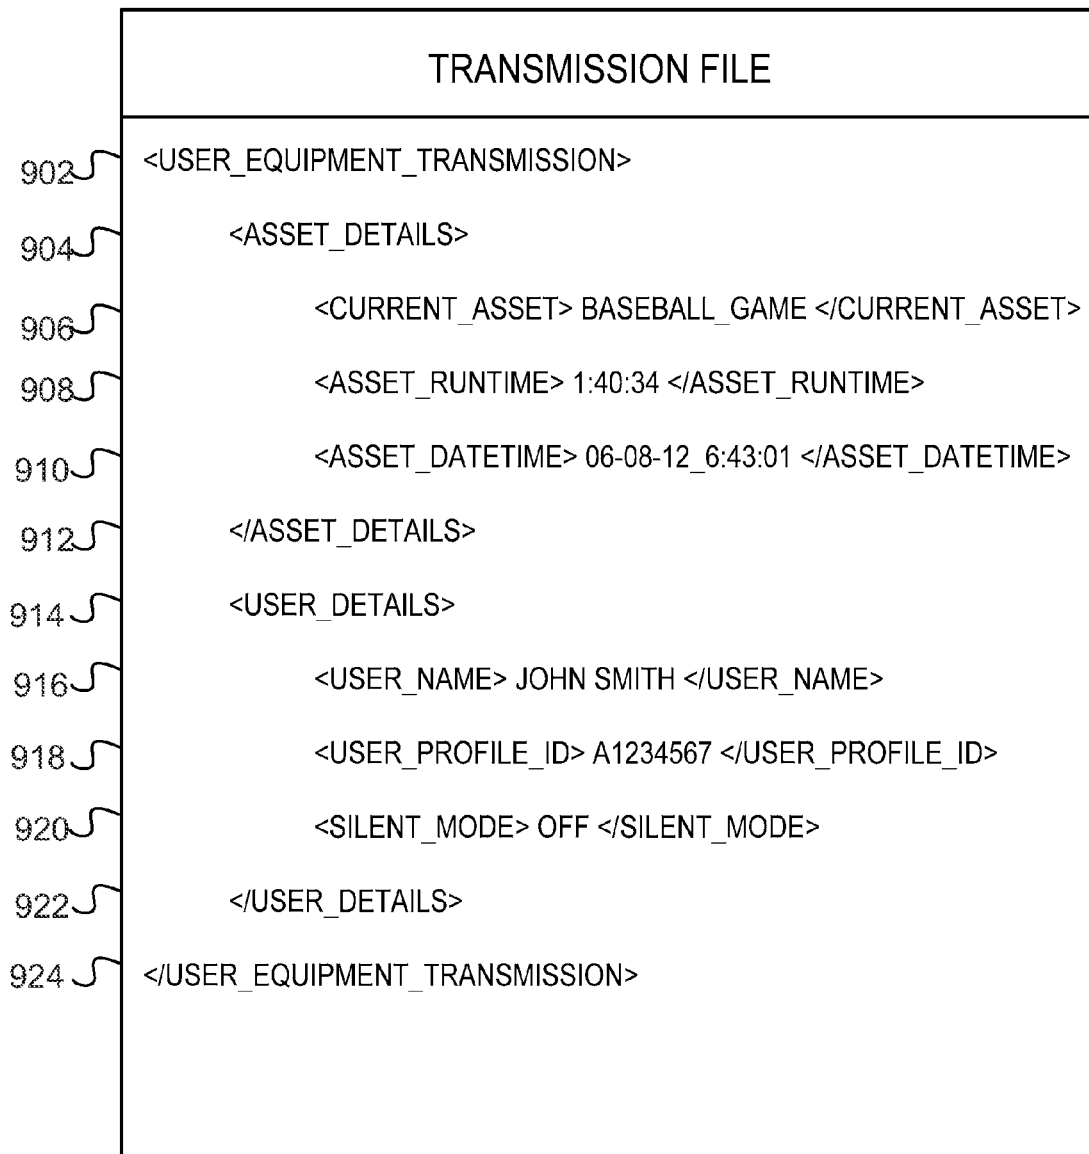 TRANSMISSION FILE
902 <USER_EQUIPMENT_TRANSMISSION>
904 <ASSET_DETAILS>
906 <CURRENT_ASSET> BASEBALL_GAME </CURRENT_ASSET>
908 <ASSET_RUNTIME> 1:40:34 </ASSET_RUNTIME>
910 <ASSET_DATETIME> 06-08-12_6:43:01 </ASSET_DATETIME>
912 </ASSET_DETAILS>
914 <USER_DETAILS>
916 <USER_NAME> JOHN SMITH </USER_NAME>
918 <USER_PROFILE_ID> A1234567 </USER_PROFILE_ID>
920 <SILENT_MODE> OFF </SILENT_MODE>
922 </USER_DETAILS>
924 </USER_EQUIPMENT_TRANSMISSION>